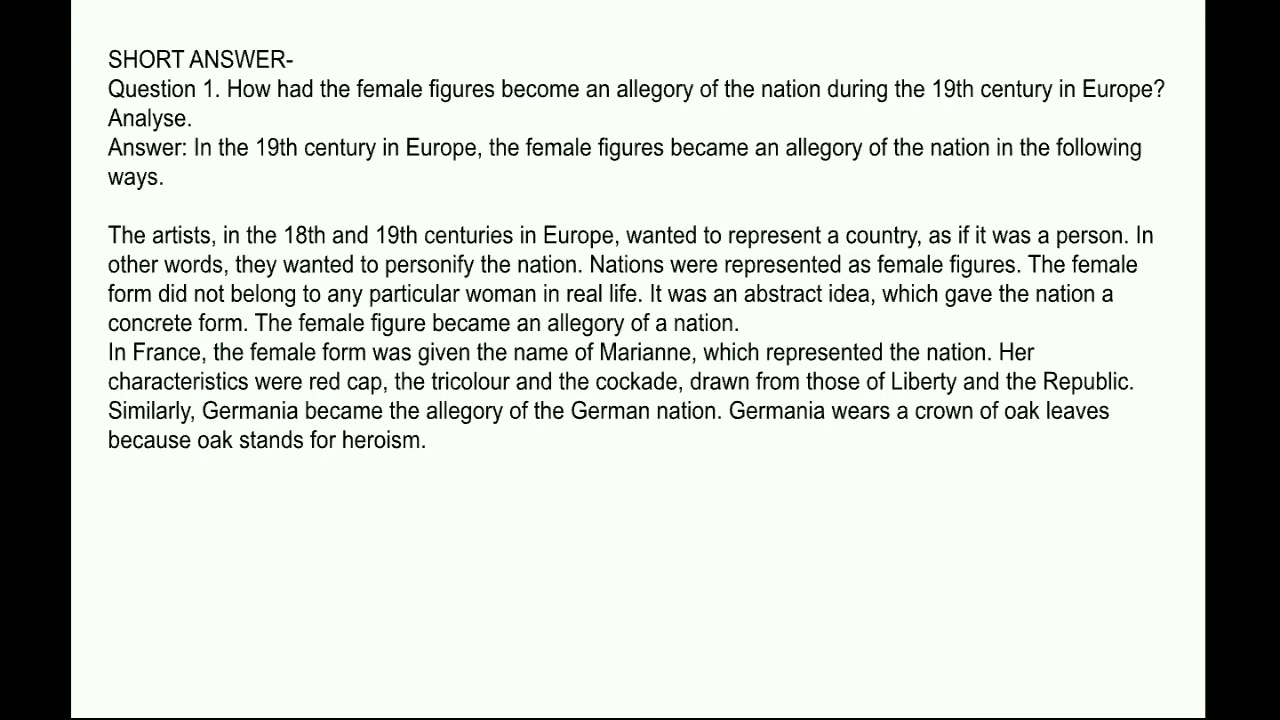 SHORT ANSWER-
Question 1. How had the female figures become an allegory of the nation during the 19th century in Europe?
Analyse.
Answer: In the 19th century in Europe, the female figures became an allegory of the nation in the following
ways.
The artists, in the 18th and 19th centuries in Europe, wanted to represent a country, as if it was a person. In
other words, they wanted to personify the nation. Nations were represented as female figures. The female
form did not belong to any particular woman in real life. It was an abstract idea, which gave the nation a
concrete form. The female figure became an allegory of a nation.
In France, the female form was given the name of Marianne, which represented the nation. Her
characteristics were red cap, the tricolour and the cockade, drawn from those of Liberty and the Republic.
Similarly, Germania became the allegory of the German nation. Germania wears a crown of oak leaves
because oak stands for heroism.